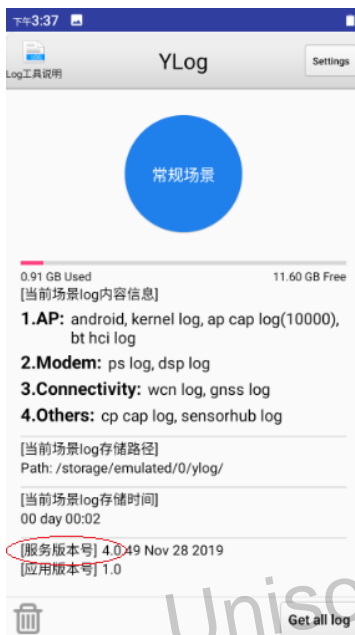 下午3:37
Log工具说明
YLog
Settings
常规场景
0.91 GB Used 11.60 GB Free
[当前场景log内容信息]
1.AP: android, kernel log, ap cap log(10000),
bt hci log
2.Modem: ps log, dsp log
3.Connectivity: wcn log, gnss log
4.Others: cp cap log, sensorhub log
[当前场景log存储路径]
Path: /storage/emulated/0/ylog/
[当前场景log存储时间]
00 day 00:02
[服务版本号] 4.0.49 Nov 28 2019
[应用版本号] 1.0
Get all log